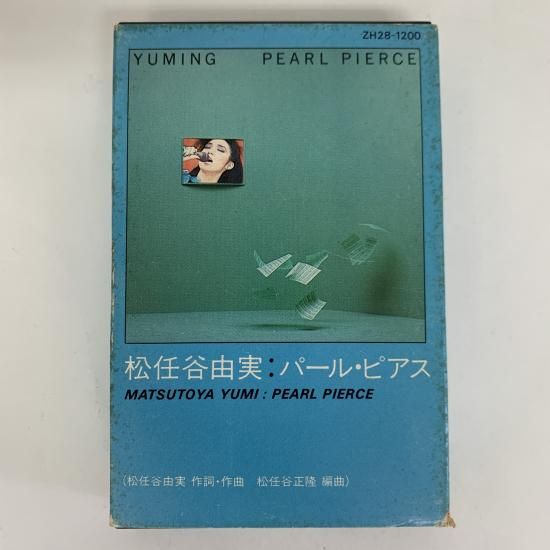 ZH28-1200
YUMING PEARL PIERCE
松任谷由実:パール・ピアス
MATSUTOYA YUMI : PEARL PIERCE
(松任谷由実 作詞・作曲 松任谷正隆 編曲)